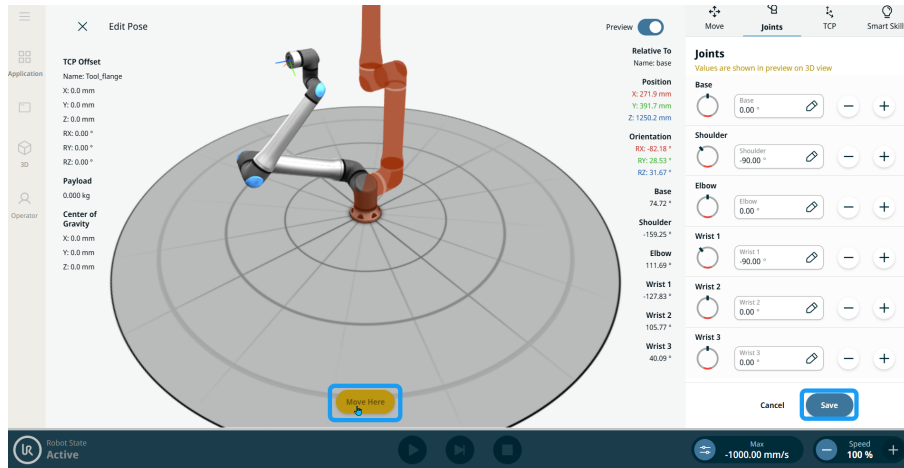 Edit Pose
Preview
Move
Joints
TCP
Smart Skill
Application
3D
Operator
TCP Offset
Name: Tool_flange
X: 0.0 mm
Y: 0.0 mm
Z: 0.0 mm
RX: 0.00 °
RY: 0.00 °
RZ: 0.00 °
Payload
0.000 kg
Center of
Gravity
X: 0.0 mm
Y: 0.0 mm
Z: 0.0 mm
Relative To
Name: base
Position
X: 271.9 mm
Y: 391.7 mm
Z: 1250.2 mm
Orientation
RX: -82.18 °
RY: 28.53 °
RZ: 31.67 °
Base
74.72 °
Shoulder
-159.25 °
Elbow
111.69 °
Wrist 1
-127.83 °
Wrist 2
105.77 °
Wrist 3
40.09 °
Joints
Values are shown in preview on 3D view
Base
Base
0.00 °
Shoulder
Shoulder
-90.00 °
Elbow
Elbow
0.00 °
Wrist 1
Wrist 1
-90.00 °
Wrist 2
Wrist 2
0.00 °
Wrist 3
Wrist 3
0.00 °
Move Here
Cancel
Save
UR
Robot State
Active
Max
-1000.00 mm/s
Speed
100 %